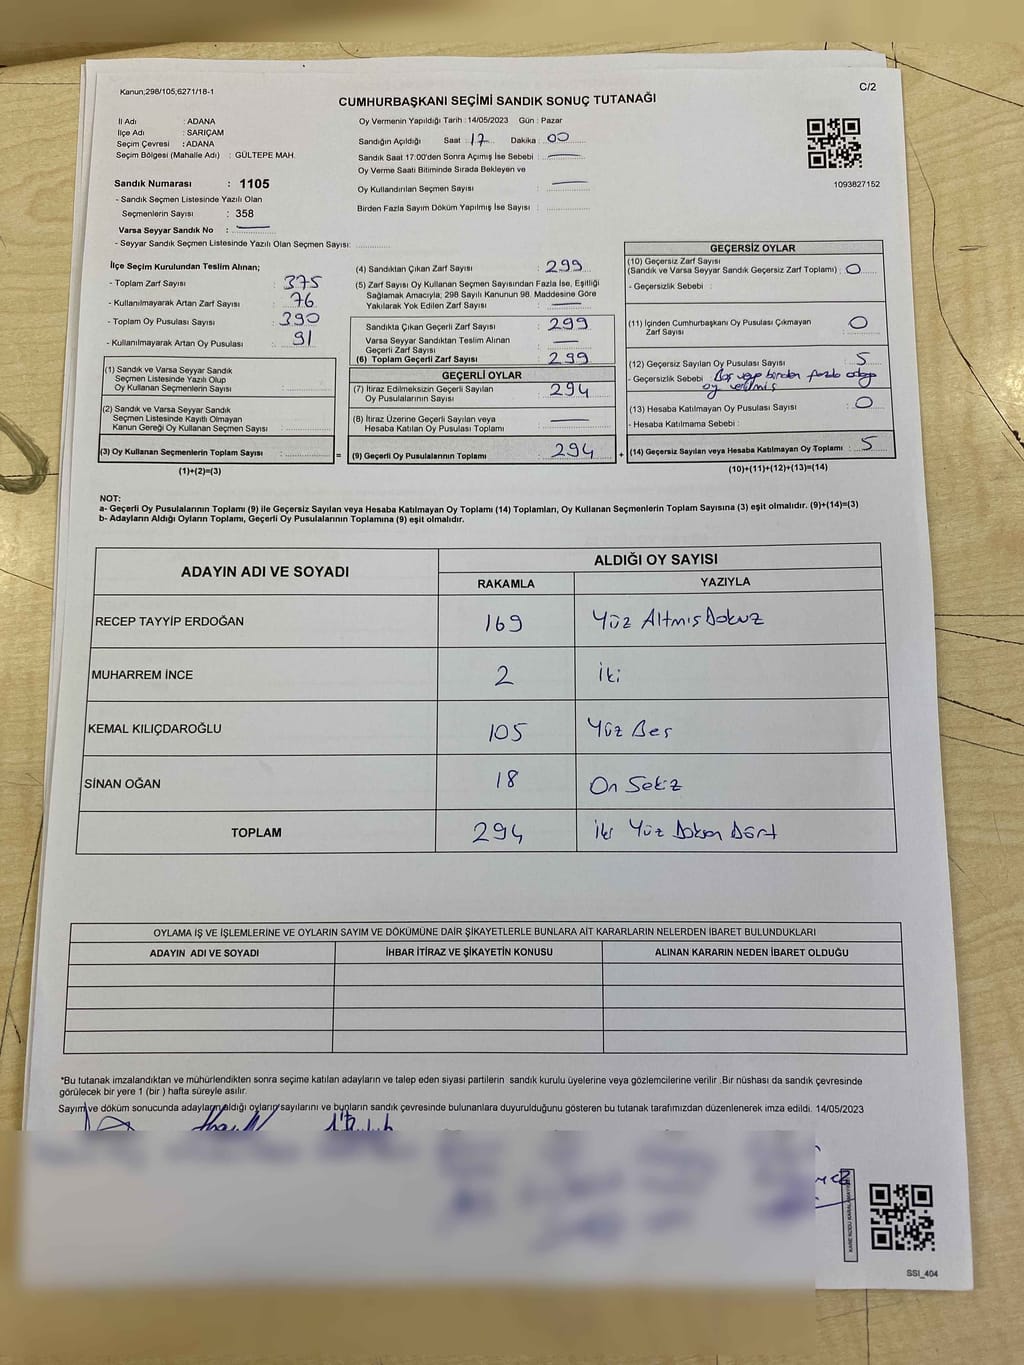 Kanun;298/105,6271/18-1
C/2
CUMHURBAŞKANI SEÇİMİ SANDIK SONUÇ TUTANAĞI
İl Adı : ADANA
İlçe Adı : SARIÇAM
Seçim Çevresi : ADANA
Seçim Bölgesi (Mahalle Adı) : GÜLTEPE MAH.
Sandık Numarası : 1105
- Sandık Seçmen Listesinde Yazılı Olan
Seçmenlerin Sayısı : 358
Varsa Seyyar Sandık No :
- Seyyar Sandık Seçmen Listesinde Yazılı Olan Seçmen Sayısı:
Oy Vermenin Yapıldığı Tarih : 14/05/2023 Gün : Pazar
Sandığın Açıldığı Saat : 17 Dakika : 00
Sandık Saat 17:00'den Sonra Açımış İse Sebebi :
Oy Verme Saati Bitiminde Sırada Bekleyen ve
Oy Kullandırılan Seçmen Sayısı :
Birden Fazla Sayım Döküm Yapılmış İse Sayısı :
1093827152
İlçe Seçim Kurulundan Teslim Alınan;
- Toplam Zarf Sayısı : 375
- Kullanılmayarak Artan Zarf Sayısı : 76
- Toplam Oy Pusulası Sayısı : 390
- Kullanılmayarak Artan Oy Pusulası : 91
(1) Sandık ve Varsa Seyyar Sandık
Seçmen Listesinde Yazılı Olup
Oy Kullanan Seçmenlerin Sayısı :
(2) Sandık ve Varsa Seyyar Sandık
Seçmen Listesinde Kayıtlı Olmayan
Kanun Gereği Oy Kullanan Seçmen Sayısı :
(3) Oy Kullanan Seçmenlerin Toplam Sayısı :
(1)+(2)=(3)
(4) Sandıktan Çıkan Zarf Sayısı : 299
(5) Zarf Sayısı Oy Kullanan Seçmen Sayısından Fazla İse, Eşitliği
Sağlamak Amacıyla; 298 Sayılı Kanunun 98. Maddesine Göre
Yakılarak Yok Edilen Zarf Sayısı :
Sandıkta Çıkan Geçerli Zarf Sayısı : 299
Varsa Seyyar Sandıktan Teslim Alınan
Geçerli Zarf Sayısı :
(6) Toplam Geçerli Zarf Sayısı : 299
GEÇERLİ OYLAR
(7) İtiraz Edilmeksizin Geçerli Sayılan
Oy Pusulalarının Sayısı : 294
(8) İtiraz Üzerine Geçerli Sayılan veya
Hesaba Katılan Oy Pusulası Toplamı :
= (9) Geçerli Oy Pusulalarının Toplamı : 294
GEÇERSİZ OYLAR
(10) Geçersiz Zarf Sayısı
(Sandık ve Varsa Seyyar Sandık Geçersiz Zarf Toplamı) : 0
- Geçersizlik Sebebi :
(11) İçinden Cumhurbaşkanı Oy Pusulası Çıkmayan
Zarf Sayısı : 0
(12) Geçersiz Sayılan Oy Pusulası Sayısı : 5
- Geçersizlik Sebebi : Boş veya birden fazla adaya
oy verilmiş
(13) Hesaba Katılmayan Oy Pusulası Sayısı : 0
- Hesaba Katılmama Sebebi :
+ (14) Geçersiz Sayılan veya Hesaba Katılmayan Oy Toplamı : 5
(10)+(11)+(12)+(13)=(14)
NOT:
a- Geçerli Oy Pusulalarının Toplamı (9) ile Geçersiz Sayılan veya Hesaba Katılmayan Oy Toplamı (14) Toplamları, Oy Kullanan Seçmenlerin Toplam Sayısına (3) eşit olmalıdır. (9)+(14)=(3)
b- Adayların Aldığı Oyların Toplamı, Geçerli Oy Pusulalarının Toplamına (9) eşit olmalıdır.
ADAYIN ADI VE SOYADI ALDIĞI OY SAYISI
RAKAMLA YAZIYLA
RECEP TAYYİP ERDOĞAN 169 Yüz Altmış Dokuz
MUHARREM İNCE 2 İki
KEMAL KILIÇDAROĞLU 105 Yüz Beş
SİNAN OĞAN 18 On Sekiz
TOPLAM 294 İki Yüz Doksan Dört
OYLAMA İŞ VE İŞLEMLERİNE VE OYLARIN SAYIM VE DÖKÜMÜNE DAİR ŞİKAYETLERLE BUNLARA AİT KARARLARIN NELERDEN İBARET BULUNDUKLARI
ADAYIN ADI VE SOYADI İHBAR İTİRAZ VE ŞİKAYETİN KONUSU ALINAN KARARIN NEDEN İBARET OLDUĞU
*Bu tutanak imzalandıktan ve mühürlendikten sonra seçime katılan adayların ve talep eden siyasi partilerin sandık kurulu üyelerine veya gözlemcilerine verilir .Bir nüshası da sandık çevresinde
görülecek bir yere 1 (bir ) hafta süreyle asılır.
Sayım ve döküm sonucunda adayların aldığı oyların sayılarını ve bunların sandık çevresinde bulunanlara duyurulduğunu gösteren bu tutanak tarafımızdan düzenlenerek imza edildi. 14/05/2023
SSI_404